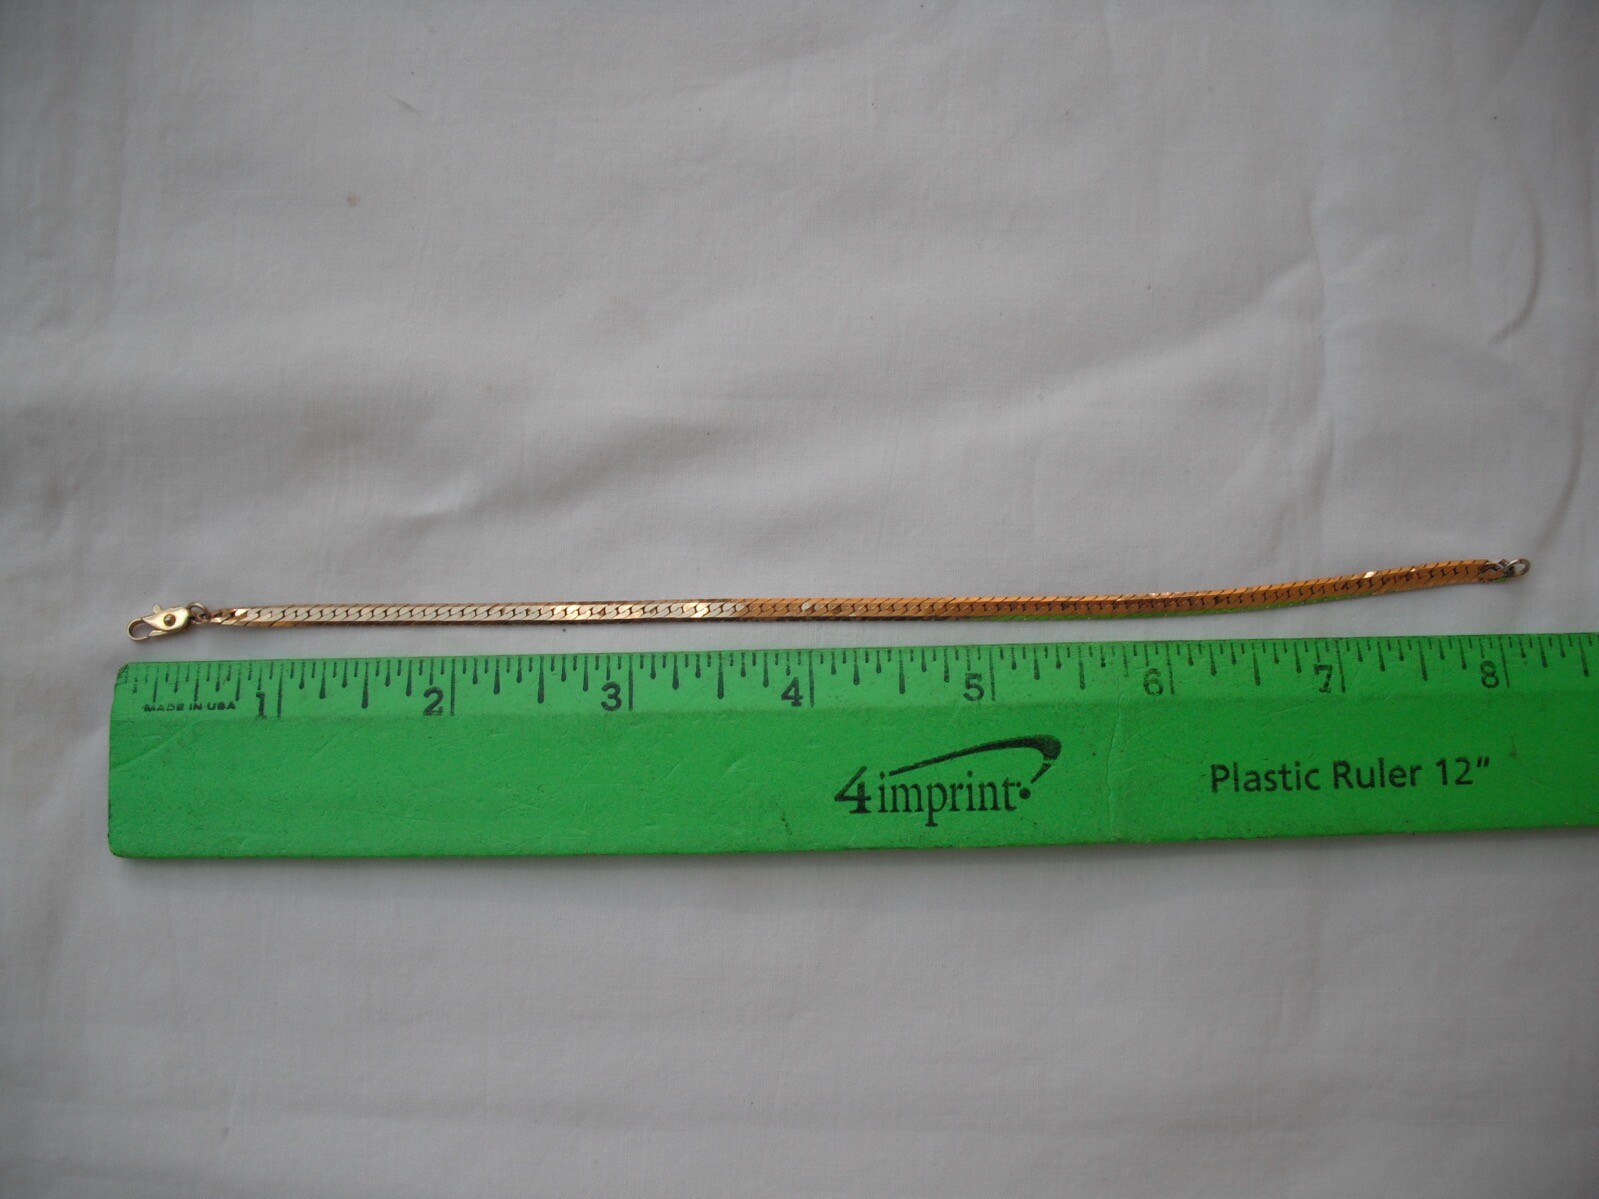 1 2 3 4 5 6 7 8
MADE IN USA
4imprint
Plastic Ruler 12"